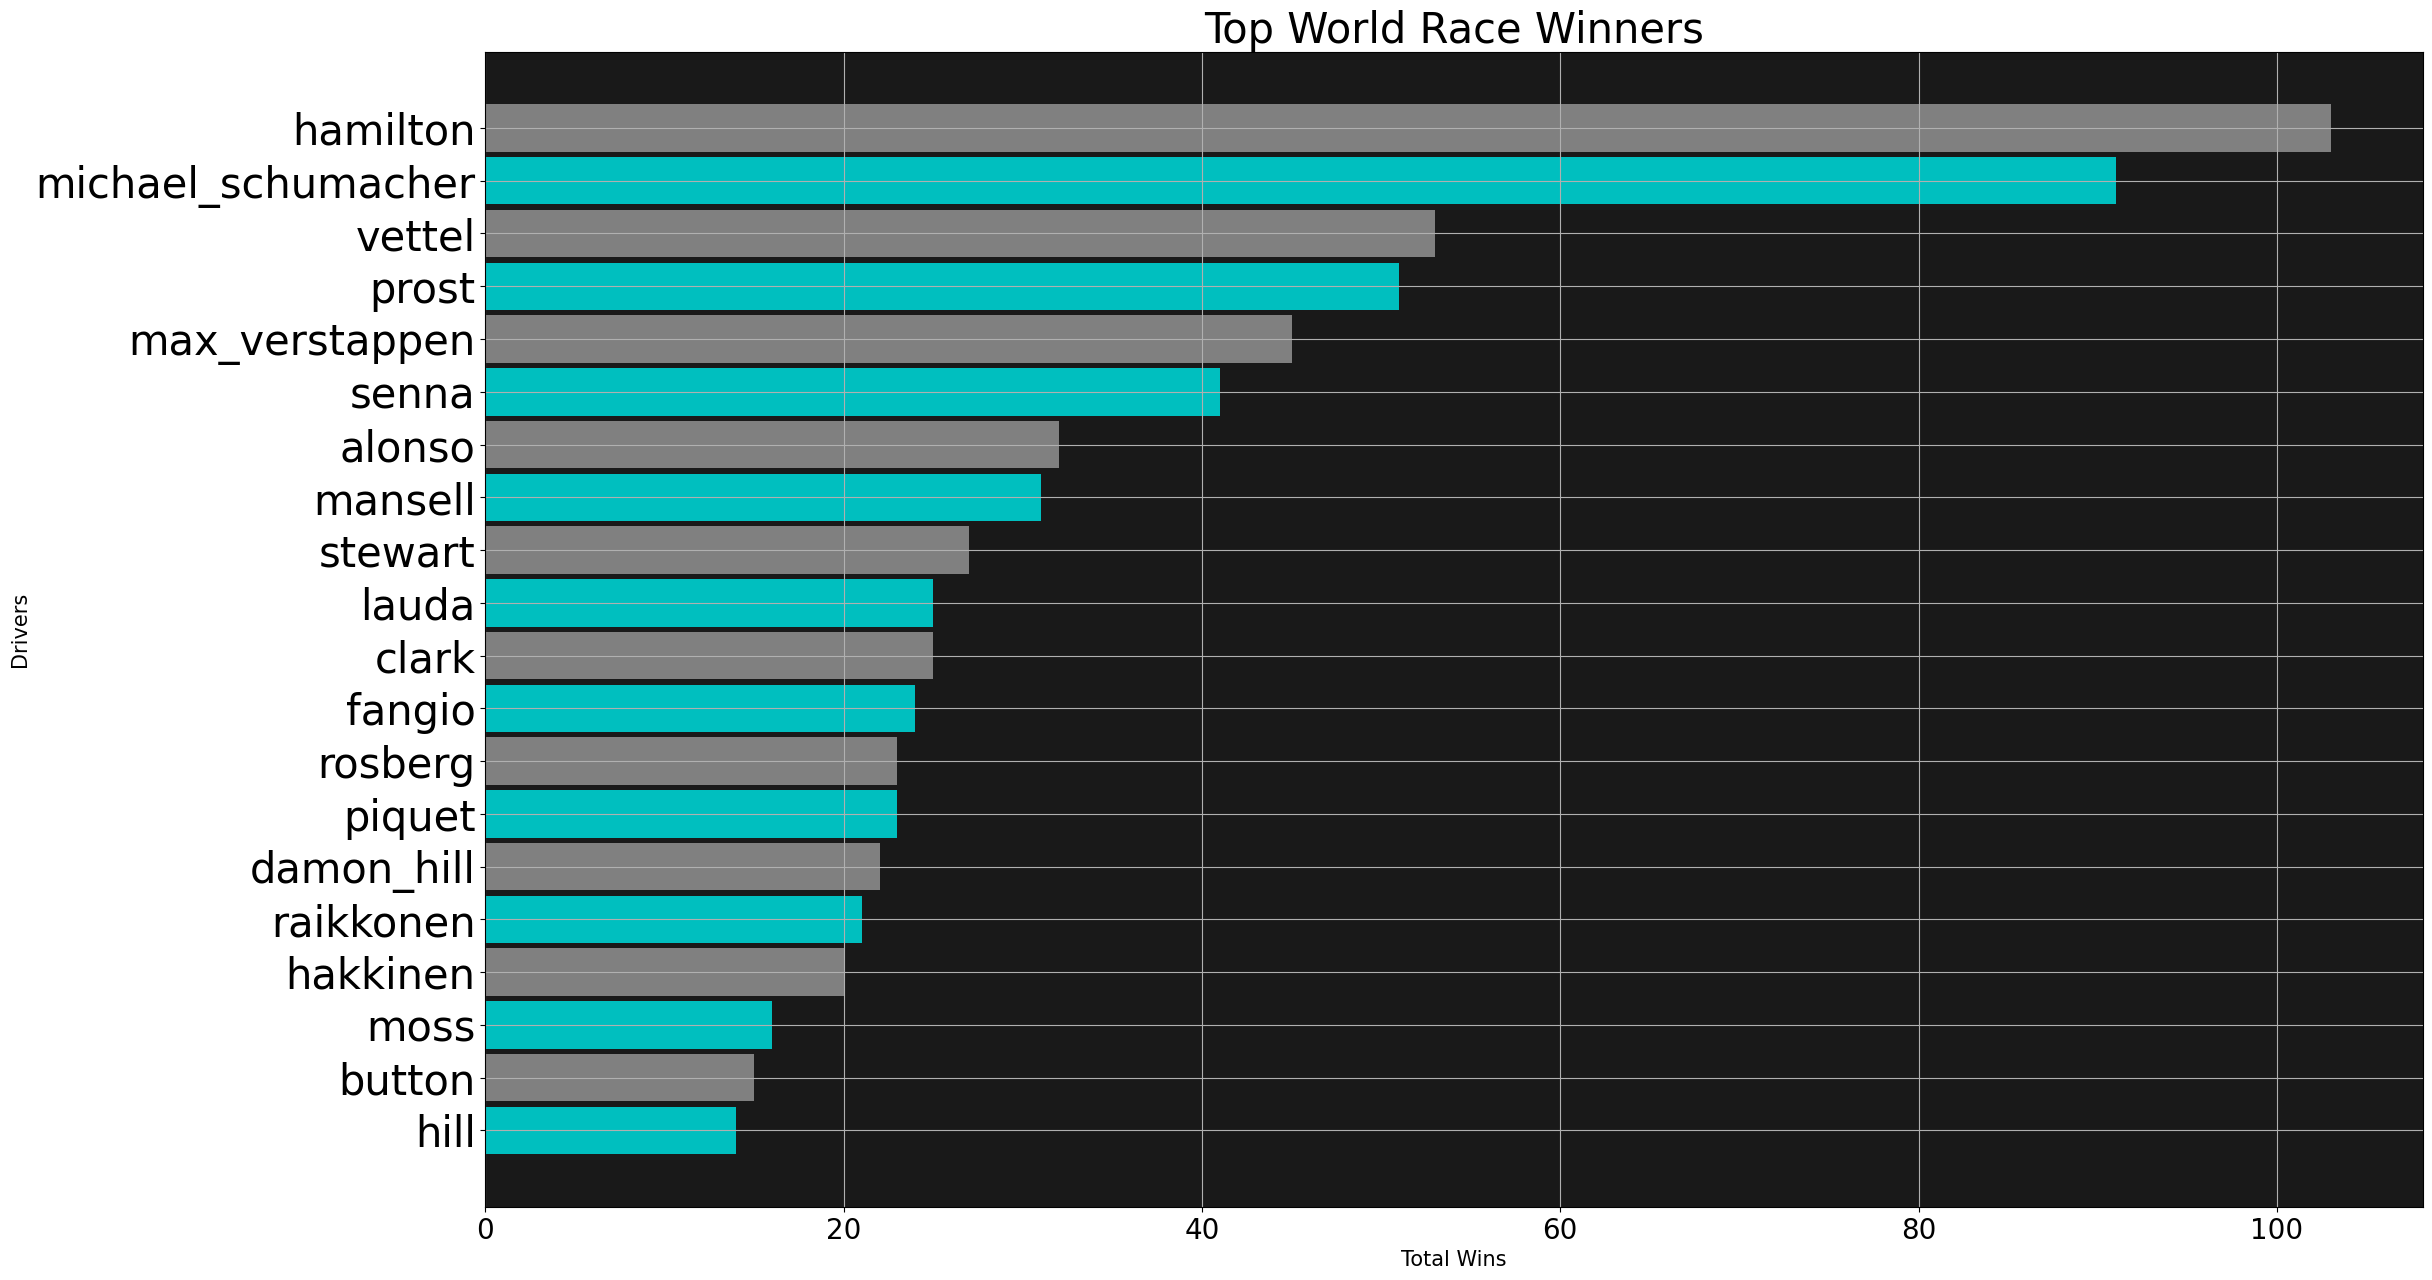 Top World Race Winners
hamilton
michael_schumacher
vettel
prost
max_verstappen
senna
alonso
mansell
stewart
lauda
clark
fangio
rosberg
piquet
damon_hill
raikkonen
hakkinen
moss
button
hill
Drivers
0 20 40 60 80 100
Total Wins